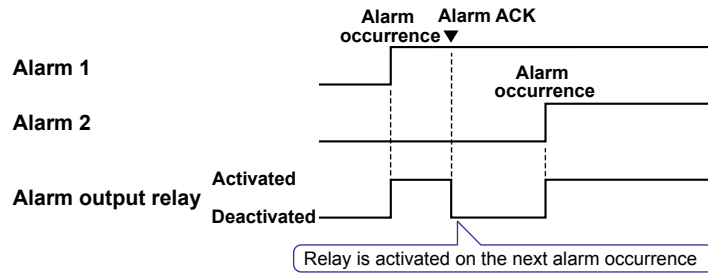 Alarm
occurrence
Alarm ACK
Alarm 1
Alarm
occurrence
Alarm 2
Activated
Alarm output relay
Deactivated
Relay is activated on the next alarm occurrence